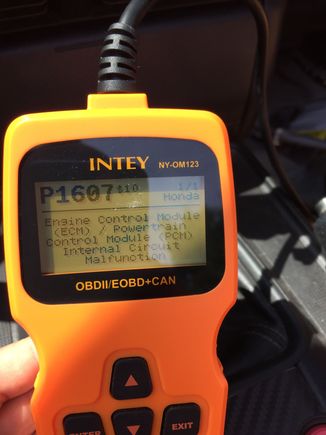 INTEY NY-OM123
P1607 $10 1/1
Honda
Engine Control Module
(ECM) / Powertrain
Control Module (PCM)
Internal Circuit
Malfunction
OBDII/EOBD+CAN
ENTER EXIT